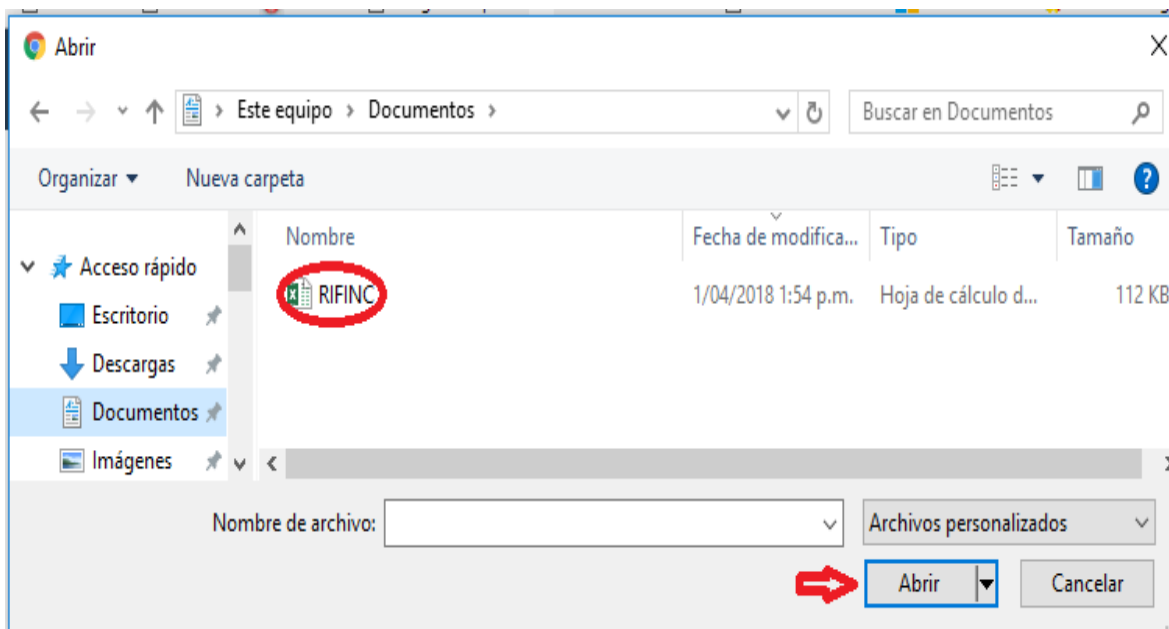 Abrir
Este equipo > Documentos >
Buscar en Documentos
Organizar
Nueva carpeta
Nombre
Fecha de modifica...
Tipo
Tamaño
Acceso rápido
RIFINC
1/04/2018 1:54 p.m.
Hoja de cálculo d...
112 KB
Escritorio
Descargas
Documentos
Imágenes
Nombre de archivo:
Archivos personalizados
Abrir
Cancelar